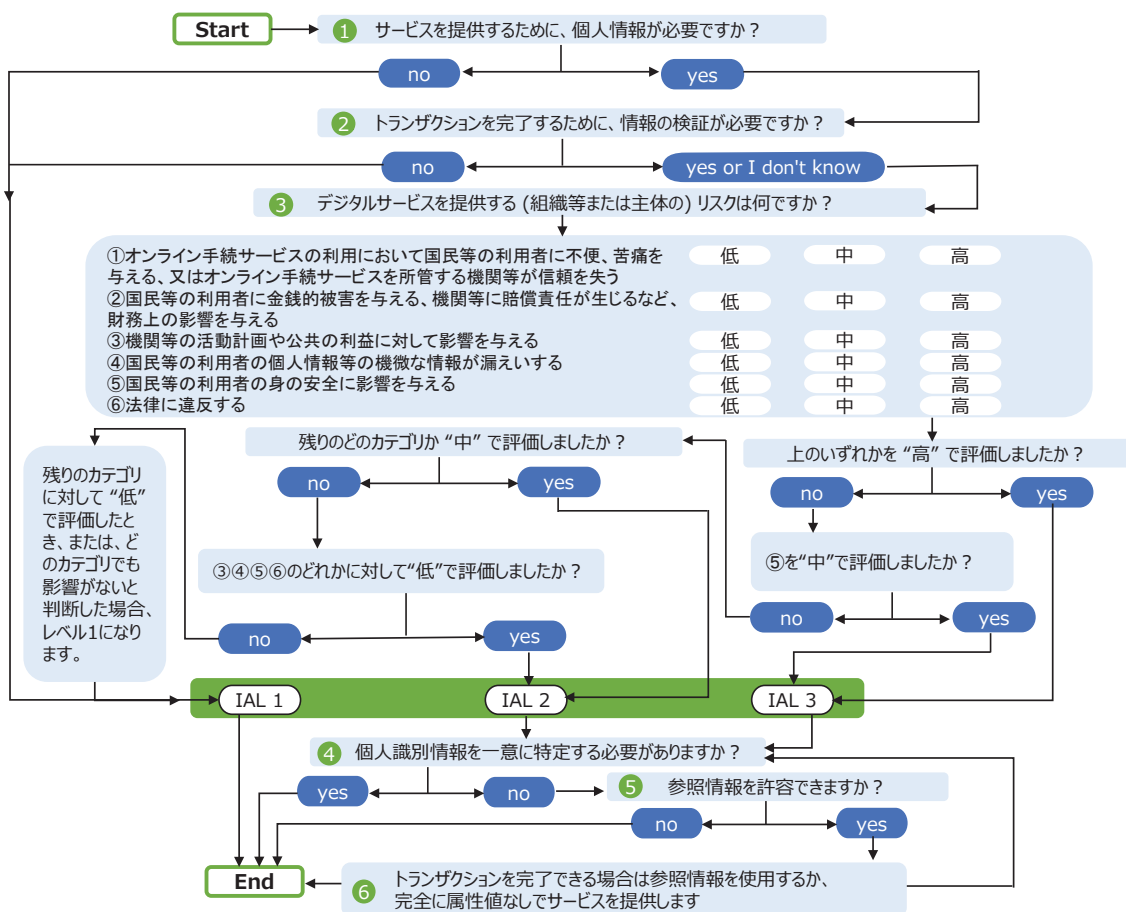 Start
1 サービスを提供するために、個人情報が必要ですか？
no
yes
2 トランザクションを完了するために、情報の検証が必要ですか？
no
yes or I don't know
3 デジタルサービスを提供する (組織等または主体の) リスクは何ですか？
①オンライン手続サービスの利用において国民等の利用者に不便、苦痛を
与える、又はオンライン手続サービスを所管する機関等が信頼を失う
低 中 高
②国民等の利用者に金銭的被害を与える、機関等に賠償責任が生じるなど、
財務上の影響を与える
低 中 高
③機関等の活動計画や公共の利益に対して影響を与える
低 中 高
④国民等の利用者の個人情報等の機微な情報が漏えいする
低 中 高
⑤国民等の利用者の身の安全に影響を与える
低 中 高
⑥法律に違反する
低 中 高
残りのどのカテゴリか “中” で評価しましたか？
上のいずれかを “高” で評価しましたか？
no
yes
no
yes
残りのカテゴリ
に対して “低”
で評価したと
き、または、ど
のカテゴリでも
影響がないと
判断した場合、
レベル1になり
ます。
③④⑤⑥のどれかに対して“低”で評価しましたか？
⑤を“中”で評価しましたか？
no
yes
no
yes
IAL 1
IAL 2
IAL 3
4 個人識別情報を一意に特定する必要がありますか？
yes
no
5 参照情報を許容できますか？
no
yes
End
6 トランザクションを完了できる場合は参照情報を使用するか、
完全に属性値なしでサービスを提供します